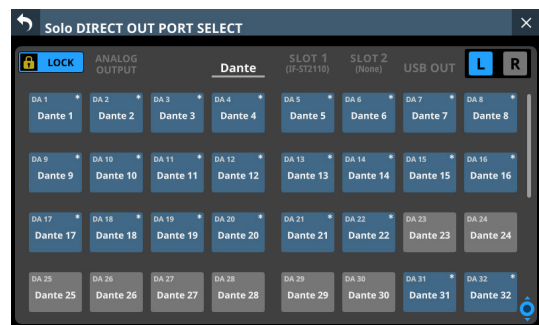 Solo DIRECT OUT PORT SELECT
LOCK
ANALOG
OUTPUT
Dante
SLOT 1
(IF-ST2110)
SLOT 2
(None)
USB OUT
L
R
DA 1 *
Dante 1
DA 2 *
Dante 2
DA 3 *
Dante 3
DA 4 *
Dante 4
DA 5 *
Dante 5
DA 6 *
Dante 6
DA 7 *
Dante 7
DA 8 *
Dante 8
DA 9 *
Dante 9
DA 10 *
Dante 10
DA 11 *
Dante 11
DA 12 *
Dante 12
DA 13 *
Dante 13
DA 14 *
Dante 14
DA 15 *
Dante 15
DA 16 *
Dante 16
DA 17 *
Dante 17
DA 18 *
Dante 18
DA 19 *
Dante 19
DA 20 *
Dante 20
DA 21 *
Dante 21
DA 22 *
Dante 22
DA 23
Dante 23
DA 24
Dante 24
DA 25
Dante 25
DA 26
Dante 26
DA 27
Dante 27
DA 28
Dante 28
DA 29
Dante 29
DA 30
Dante 30
DA 31 *
Dante 31
DA 32 *
Dante 32